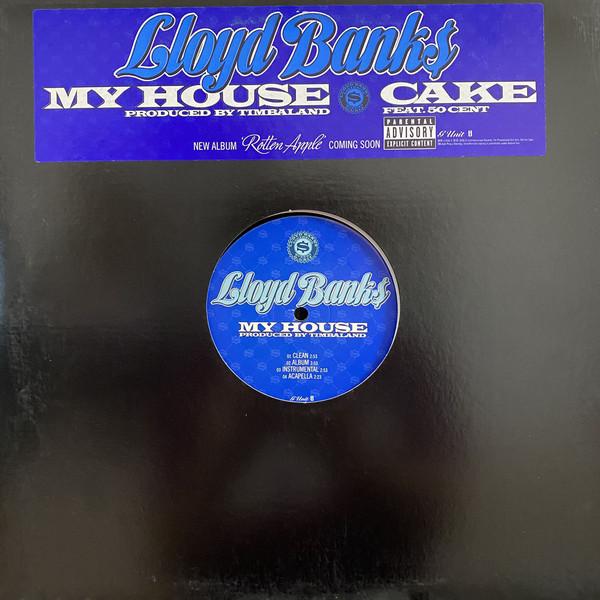 Lloyd Bank$
MY HOUSE $ CAKE
PRODUCED BY TIMBALAND FEAT. 50 CENT
NEW ALBUM "Rotten Apple" COMING SOON
PARENTAL
ADVISORY
EXPLICIT CONTENT
G Unit
$
Lloyd Bank$
MY HOUSE
PRODUCED BY TIMBALAND
01 CLEAN 2:53
02 ALBUM 2:53
03 INSTRUMENTAL 2:53
04 ACAPELLA 2:23
G Unit